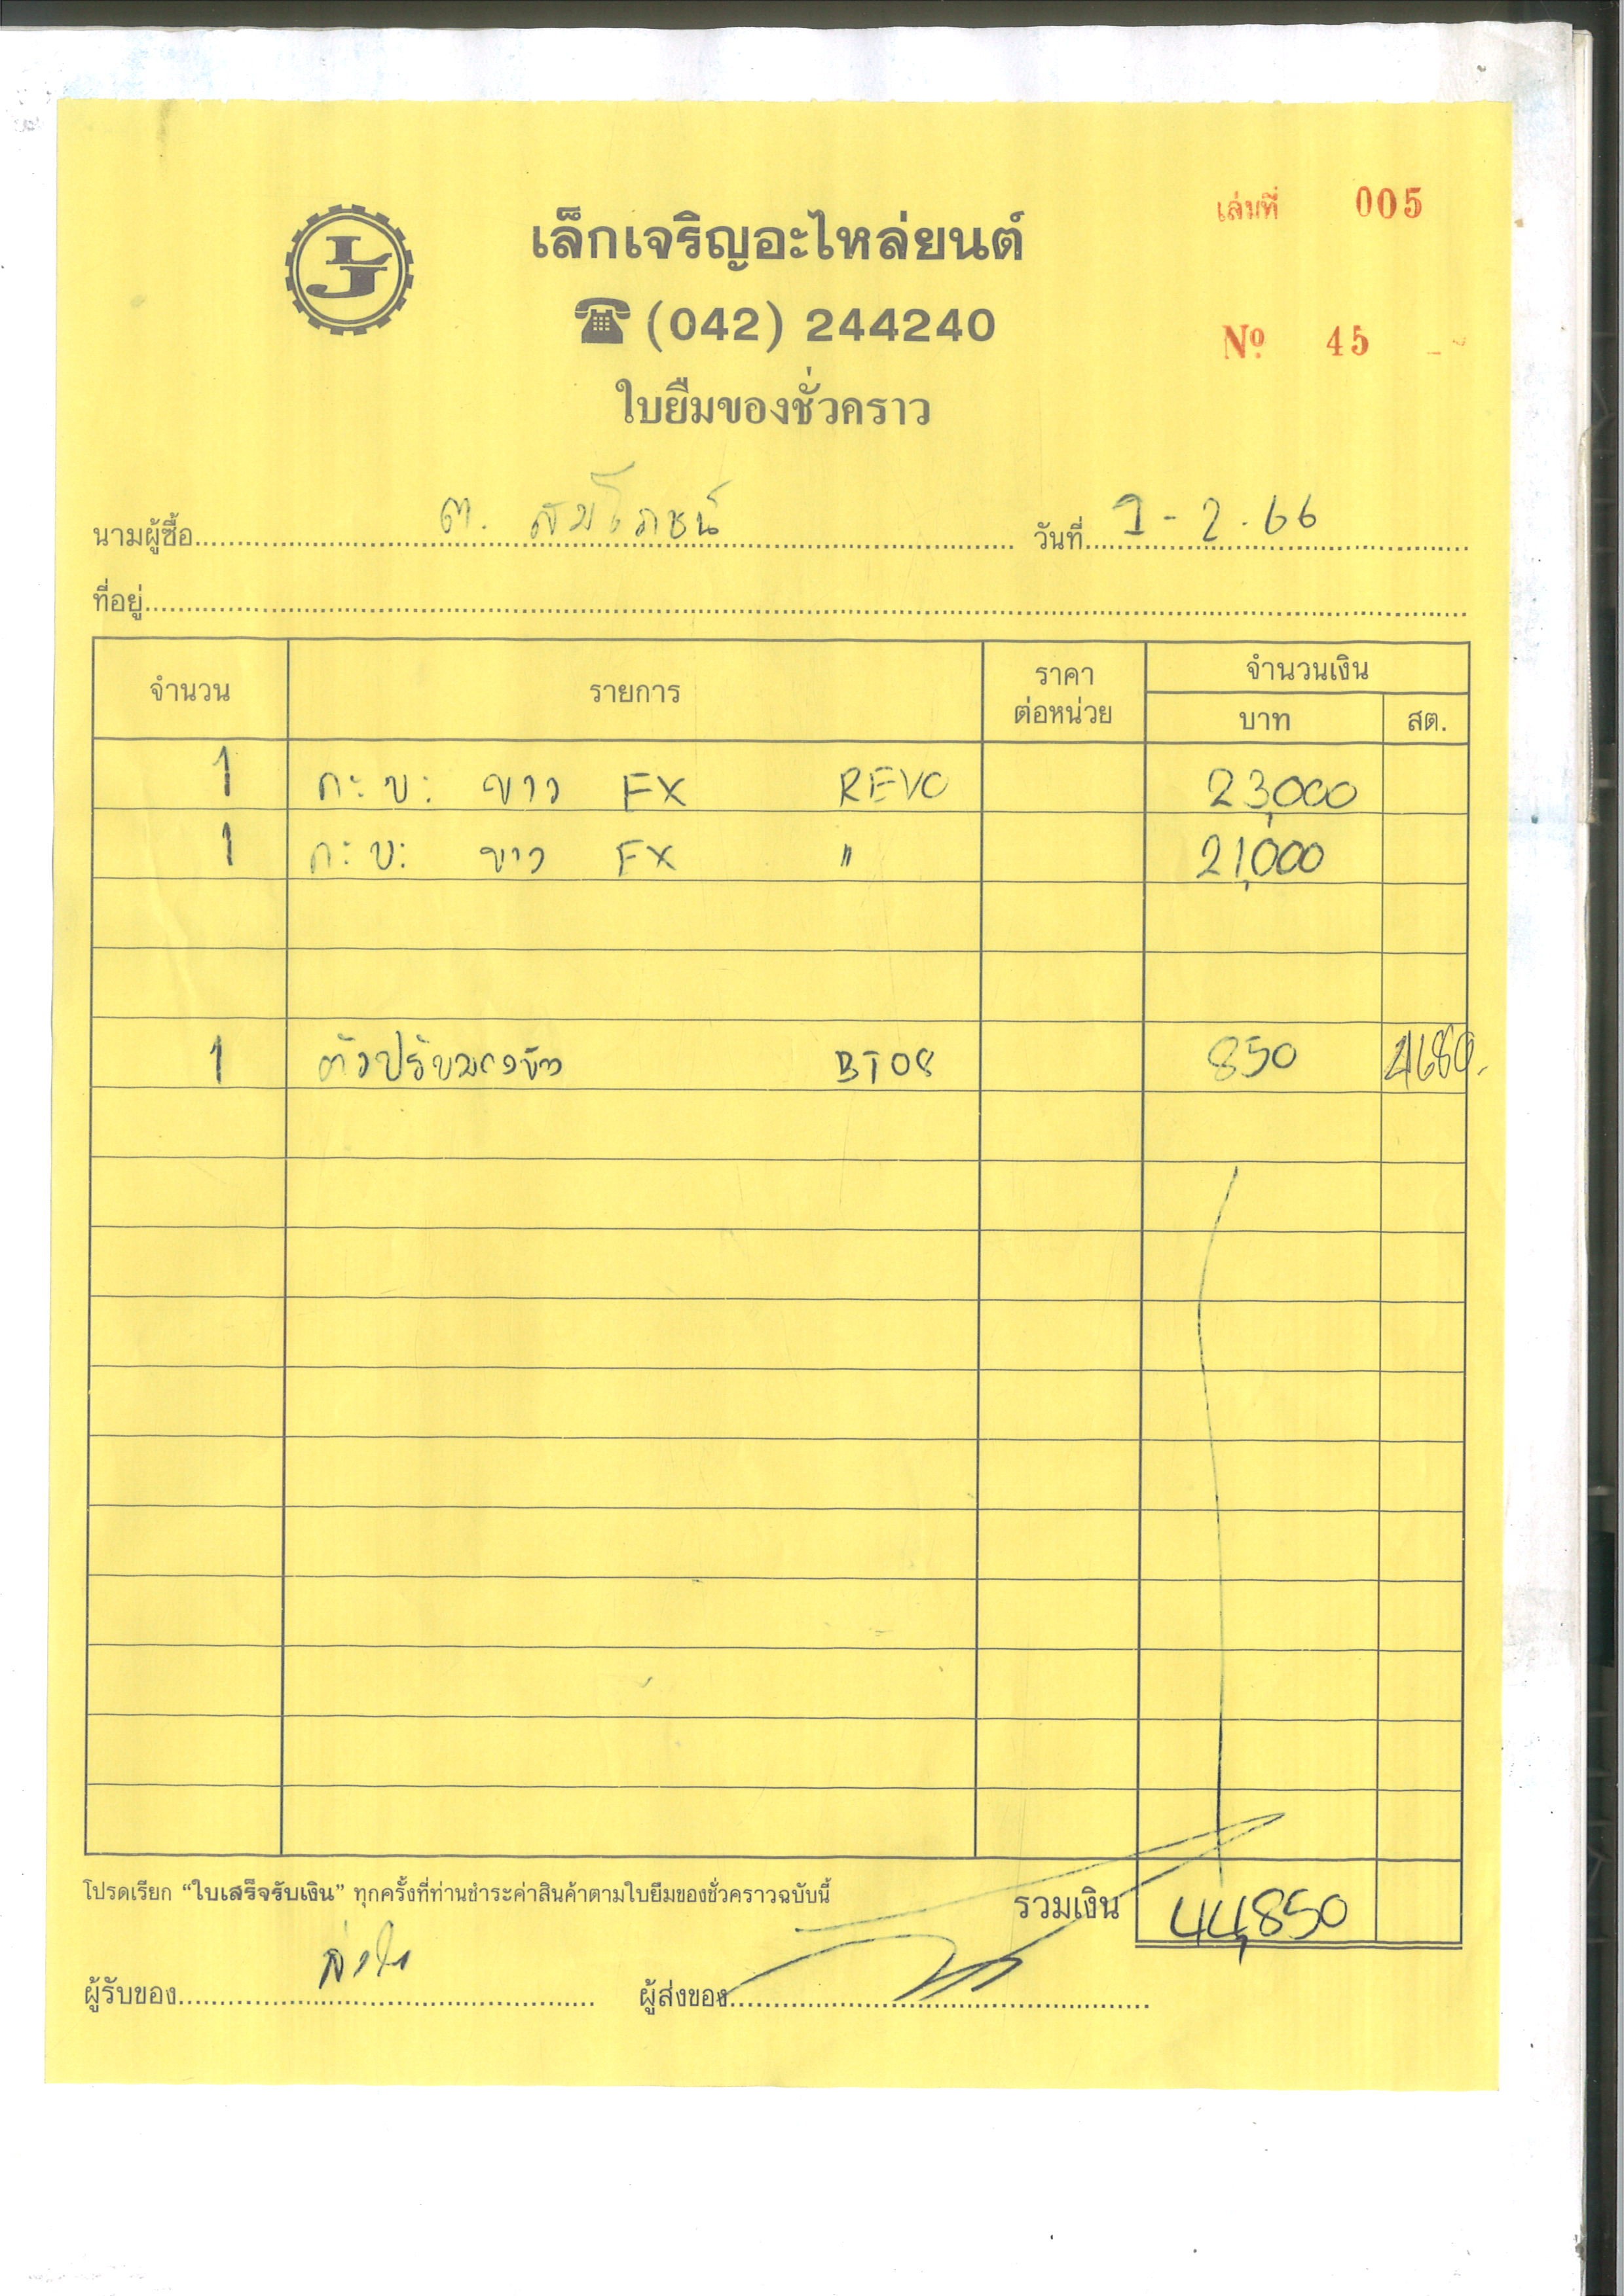 เล่มที่ 005
LJ
เล็กเจริญอะไหล่ยนต์
(042) 244240
Nº 45
ใบยืมของชั่วคราว
นามผู้ซื้อ ต. สมโภชน์ วันที่ 1-2-66
ที่อยู่
จำนวน รายการ ราคา ต่อหน่วย จำนวนเงิน
บาท สต.
1 กะบะ ขาว FX REVO 23,000
1 กะบะ ขาว FX " 21,000
1 BT08 850
โปรดเรียก “ใบเสร็จรับเงิน” ทุกครั้งที่ท่านชำระค่าสินค้าตามใบยืมของชั่วคราวฉบับนี้
รวมเงิน 44,850
ผู้รับของ ผู้ส่งของ